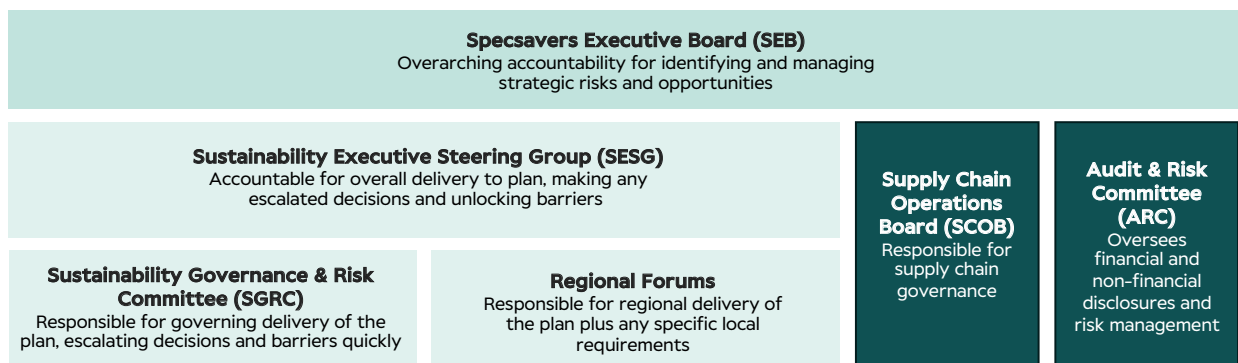 Specsavers Executive Board (SEB)
Overarching accountability for identifying and managing
strategic risks and opportunities
Sustainability Executive Steering Group (SESG)
Accountable for overall delivery to plan, making any
escalated decisions and unlocking barriers
Sustainability Governance & Risk
Committee (SGRC)
Responsible for governing delivery of the
plan, escalating decisions and barriers quickly
Regional Forums
Responsible for regional delivery of
the plan plus any specific local
requirements
Supply Chain
Operations
Board (SCOB)
Responsible for
supply chain
governance
Audit & Risk
Committee
(ARC)
Oversees
financial and
non-financial
disclosures and
risk management